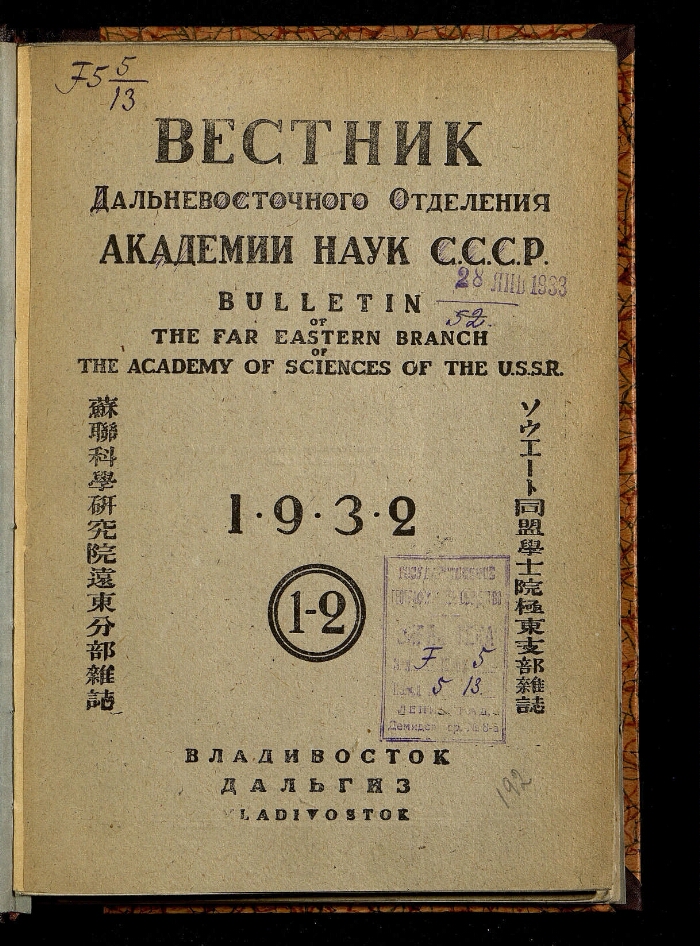 F5 5
13
ВЕСТНИК
ДАЛЬНЕВОСТОЧНОГО ОТДЕЛЕНИЯ
АКАДЕМИИ НАУК С.С.С.Р.
28 ЯНВ 1933
52.
BULLETIN
OF
THE FAR EASTERN BRANCH
OF
THE ACADEMY OF SCIENCES OF THE U.S.S.R.
蘇聯科學研究院遠東分部雜誌
ソウエート同盟學士院極東支部雜誌
1·9·3·2
1-2
F 5
5 13
ВЛАДИВОСТОК
ДАЛЬГИЗ
VLADIVOSTOK
192